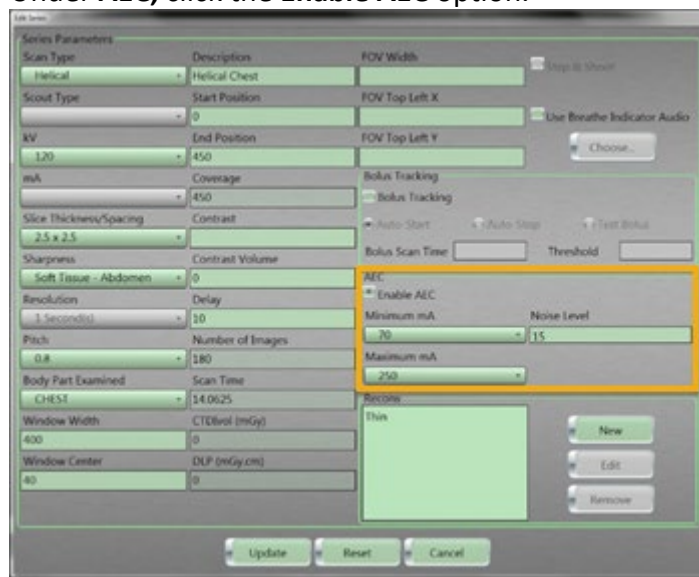 Under AEC, click the Enable AEC option.
Edit Series
Series Parameters
Scan Type
Description
FOV Width
Helical
Helical Chest
Stop & Shoot
Scout Type
Start Position
FOV Top Left X
0
Use Breathe Indicator Audio
kV
End Position
FOV Top Left Y
120
450
Choose...
mA
Coverage
Bolus Tracking
450
Bolus Tracking
Slice Thickness/Spacing
Contrast
Auto Start
Auto Stop
Test Bolus
2.5 x 2.5
Bolus Scan Time
Threshold
Sharpness
Contrast Volume
Soft Tissue - Abdomen
0
AEC
Enable AEC
Resolution
Delay
Minimum mA
Noise Level
1 Second(s)
10
70
15
Pitch
Number of Images
Maximum mA
0.8
180
250
Body Part Examined
Scan Time
CHEST
14.0625
Recons
Thin
Window Width
CTDIvol (mGy)
New
400
0
Window Center
DLP (mGy.cm)
Edit
40
0
Remove
Update
Reset
Cancel